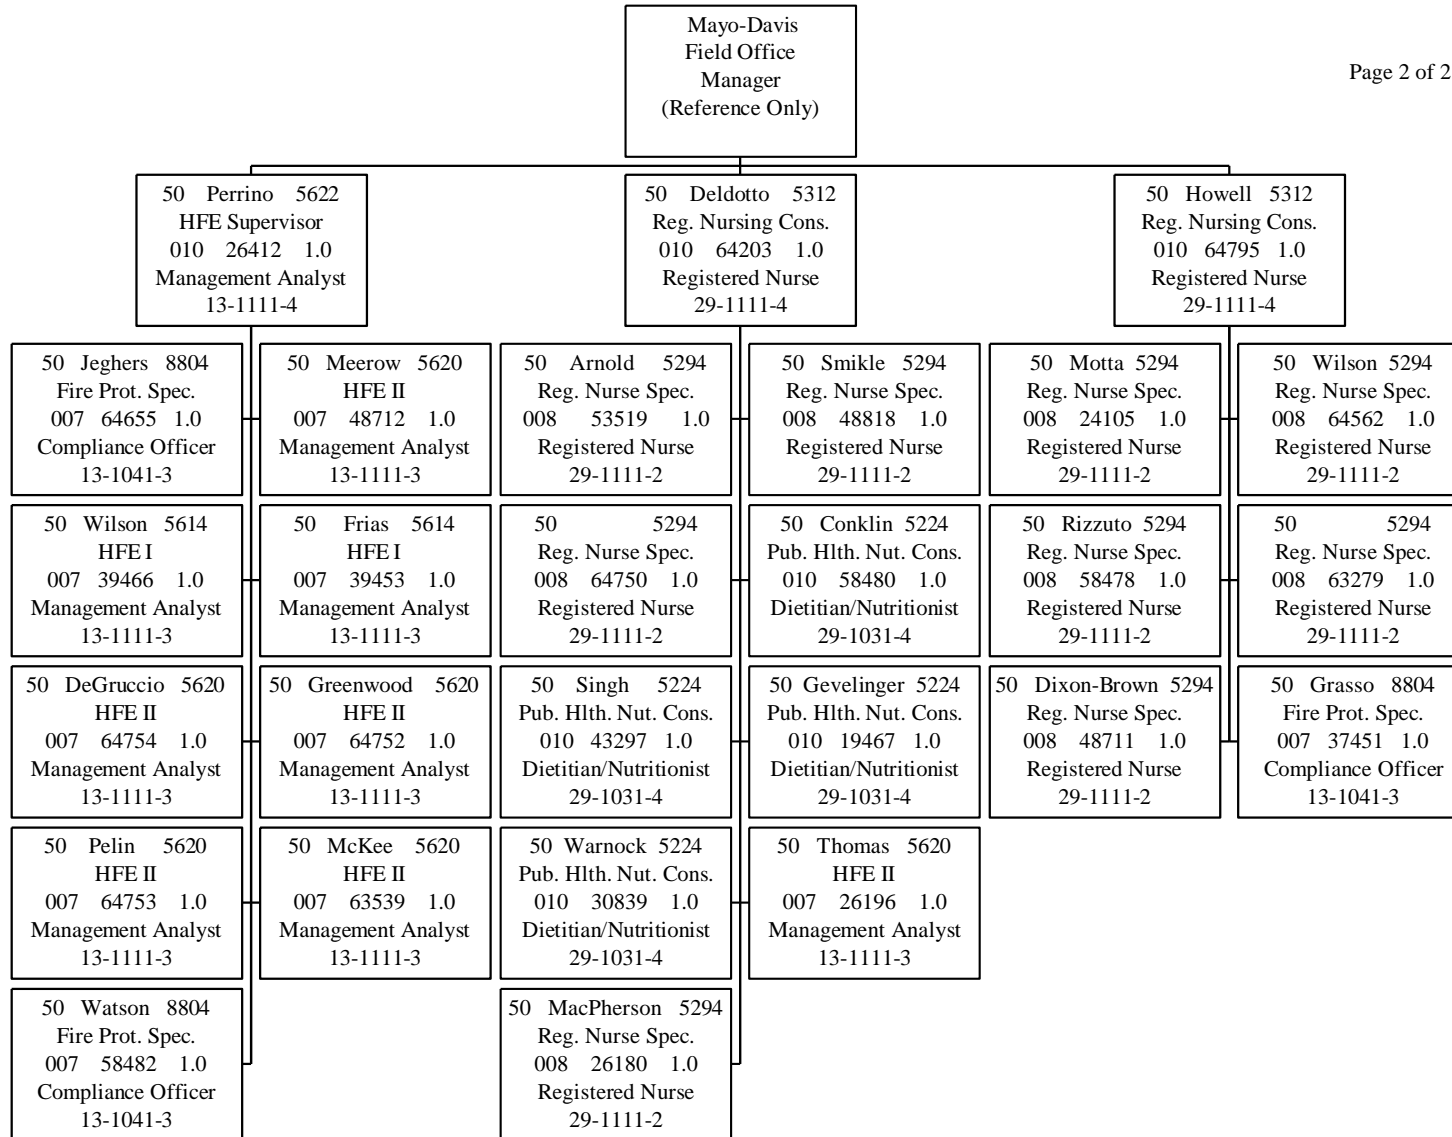 Mayo-Davis
Field Office
Manager
(Reference Only)
Page 2 of 2
50 Perrino 5622
HFE Supervisor
010 26412 1.0
Management Analyst
13-1111-4
50 Deldotto 5312
Reg. Nursing Cons.
010 64203 1.0
Registered Nurse
29-1111-4
50 Howell 5312
Reg. Nursing Cons.
010 64795 1.0
Registered Nurse
29-1111-4
50 Jeghers 8804
Fire Prot. Spec.
007 64655 1.0
Compliance Officer
13-1041-3
50 Meerow 5620
HFE II
007 48712 1.0
Management Analyst
13-1111-3
50 Arnold 5294
Reg. Nurse Spec.
008 53519 1.0
Registered Nurse
29-1111-2
50 Smikle 5294
Reg. Nurse Spec.
008 48818 1.0
Registered Nurse
29-1111-2
50 Motta 5294
Reg. Nurse Spec.
008 24105 1.0
Registered Nurse
29-1111-2
50 Wilson 5294
Reg. Nurse Spec.
008 64562 1.0
Registered Nurse
29-1111-2
50 Wilson 5614
HFE I
007 39466 1.0
Management Analyst
13-1111-3
50 Frias 5614
HFE I
007 39453 1.0
Management Analyst
13-1111-3
50 5294
Reg. Nurse Spec.
008 64750 1.0
Registered Nurse
29-1111-2
50 Conklin 5224
Pub. Hlth. Nut. Cons.
010 58480 1.0
Dietitian/Nutritionist
29-1031-4
50 Rizzuto 5294
Reg. Nurse Spec.
008 58478 1.0
Registered Nurse
29-1111-2
50 5294
Reg. Nurse Spec.
008 63279 1.0
Registered Nurse
29-1111-2
50 DeGruccio 5620
HFE II
007 64754 1.0
Management Analyst
13-1111-3
50 Greenwood 5620
HFE II
007 64752 1.0
Management Analyst
13-1111-3
50 Singh 5224
Pub. Hlth. Nut. Cons.
010 43297 1.0
Dietitian/Nutritionist
29-1031-4
50 Gevelinger 5224
Pub. Hlth. Nut. Cons.
010 19467 1.0
Dietitian/Nutritionist
29-1031-4
50 Dixon-Brown 5294
Reg. Nurse Spec.
008 48711 1.0
Registered Nurse
29-1111-2
50 Grasso 8804
Fire Prot. Spec.
007 37451 1.0
Compliance Officer
13-1041-3
50 Pelin 5620
HFE II
007 64753 1.0
Management Analyst
13-1111-3
50 McKee 5620
HFE II
007 63539 1.0
Management Analyst
13-1111-3
50 Warnock 5224
Pub. Hlth. Nut. Cons.
010 30839 1.0
Dietitian/Nutritionist
29-1031-4
50 Thomas 5620
HFE II
007 26196 1.0
Management Analyst
13-1111-3
50 Watson 8804
Fire Prot. Spec.
007 58482 1.0
Compliance Officer
13-1041-3
50 MacPherson 5294
Reg. Nurse Spec.
008 26180 1.0
Registered Nurse
29-1111-2